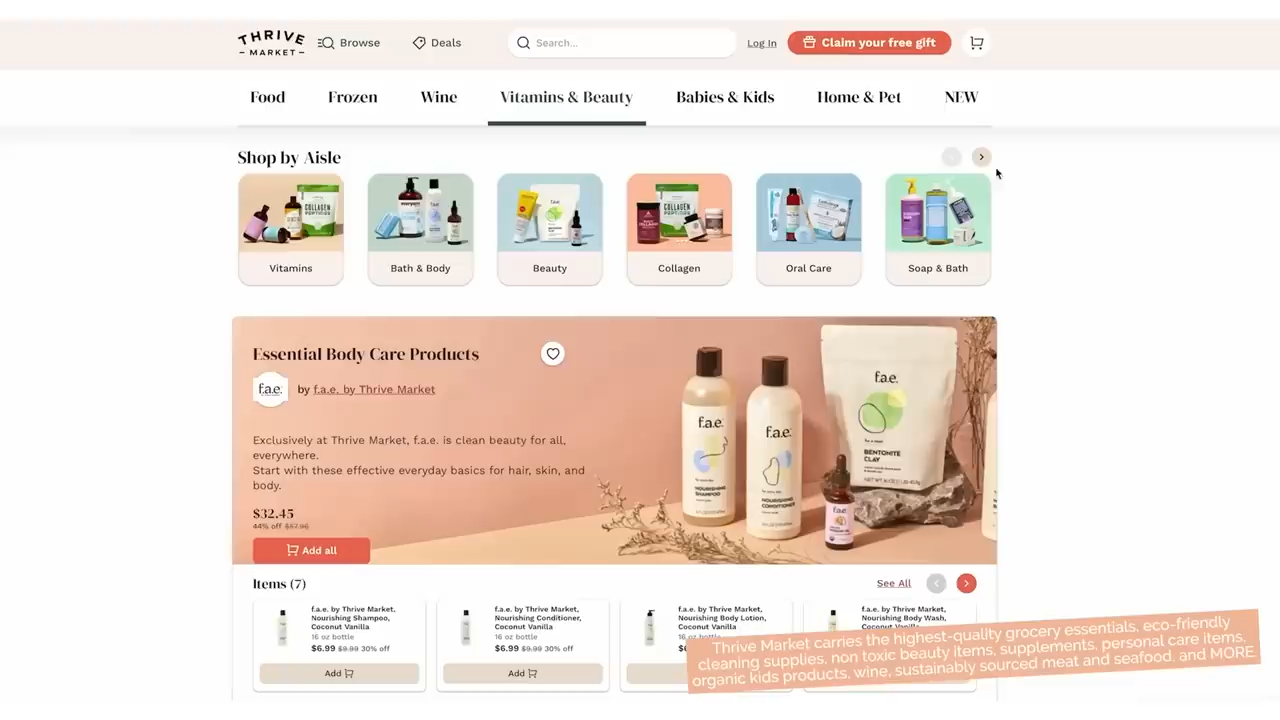 THRIVE
MARKET
Browse
Deals
Search...
Log In
Claim your free gift
Food
Frozen
Wine
Vitamins & Beauty
Babies & Kids
Home & Pet
NEW
Shop by Aisle
COLLAGEN
PEPTIDES
f.a.e.
COLLAGEN
Vitamins
Bath & Body
Beauty
Collagen
Oral Care
Soap & Bath
Essential Body Care Products
f.a.e.
by f.a.e. by Thrive Market
Exclusively at Thrive Market, f.a.e. is clean beauty for all,
everywhere.
Start with these effective everyday basics for hair, skin, and
body.
$32.45
44% off $57.96
Add all
f.a.e.
NOURISHING
SHAMPOO
f.a.e.
NOURISHING
CONDITIONER
f.a.e.
BENTONITE
CLAY
f.a.e.
Items (7)
See All
f.a.e. by Thrive Market,
Nourishing Shampoo,
Coconut Vanilla
16 oz bottle
$6.99 $9.99 30% off
Add
f.a.e. by Thrive Market,
Nourishing Conditioner,
Coconut Vanilla
16 oz bottle
$6.99 $9.99 30% off
Add
f.a.e. by Thrive Market,
Nourishing Body Lotion,
Coconut Vanilla
f.a.e. by Thrive Market,
Nourishing Body Wash,
Thrive Market carries the highest-quality grocery essentials, eco-friendly
cleaning supplies, non toxic beauty items, supplements, personal care items,
organic kids products, wine, sustainably sourced meat and seafood, and MORE